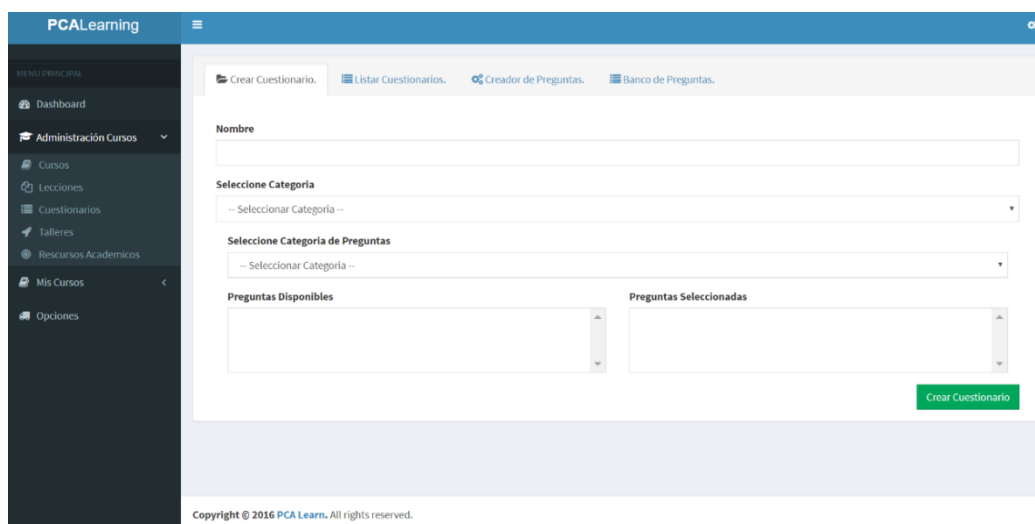 PCALearning
MENU PRINCIPAL
Dashboard
Administración Cursos
Cursos
Lecciones
Cuestionarios
Talleres
Rescursos Academicos
Mis Cursos
Opciones
Crear Cuestionario. Listar Cuestionarios. Creador de Preguntas. Banco de Preguntas.
Nombre
Seleccione Categoria
-- Seleccionar Categoria --
Seleccione Categoria de Preguntas
-- Seleccionar Categoria --
Preguntas Disponibles Preguntas Seleccionadas
Crear Cuestionario
Copyright © 2016 PCA Learn. All rights reserved.